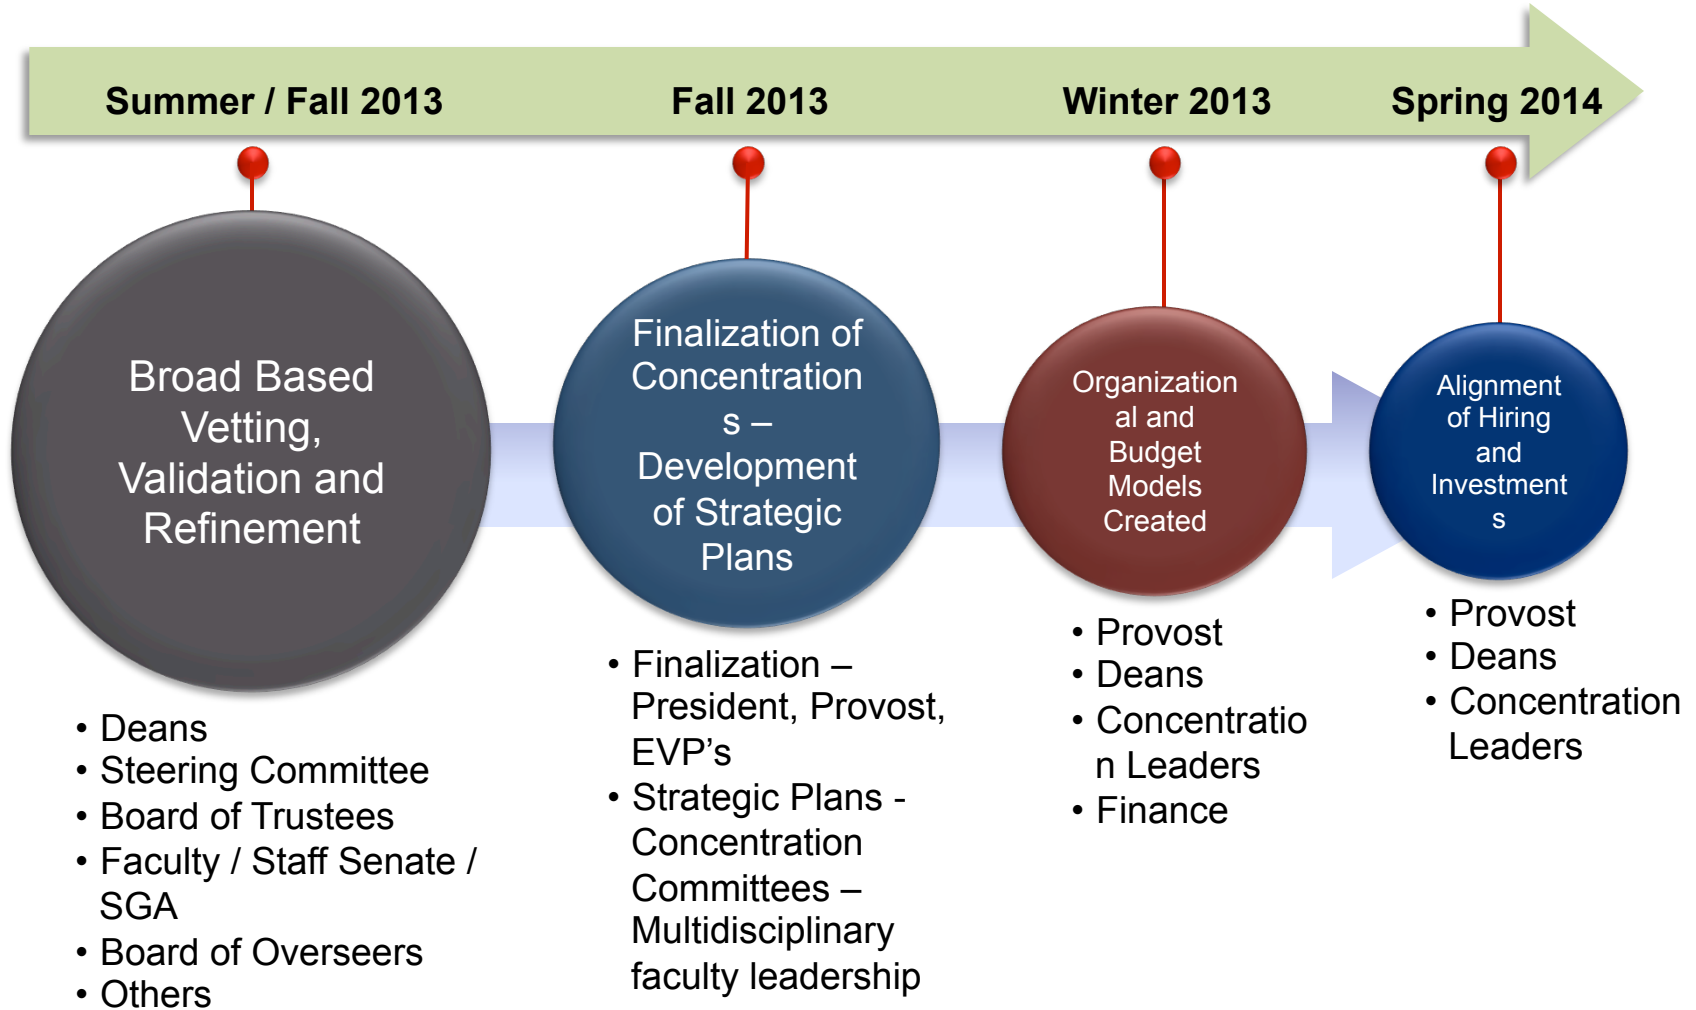 Summer / Fall 2013
Fall 2013
Winter 2013
Spring 2014
Broad Based
Vetting,
Validation and
Refinement
Finalization of
Concentration
s –
Development
of Strategic
Plans
Organization
al and
Budget
Models
Created
Alignment
of Hiring
and
Investment
s
• Deans
• Steering Committee
• Board of Trustees
• Faculty / Staff Senate /
SGA
• Board of Overseers
• Others
• Finalization –
President, Provost,
EVP’s
• Strategic Plans -
Concentration
Committees –
Multidisciplinary
faculty leadership
• Provost
• Deans
• Concentratio
n Leaders
• Finance
• Provost
• Deans
• Concentration
Leaders